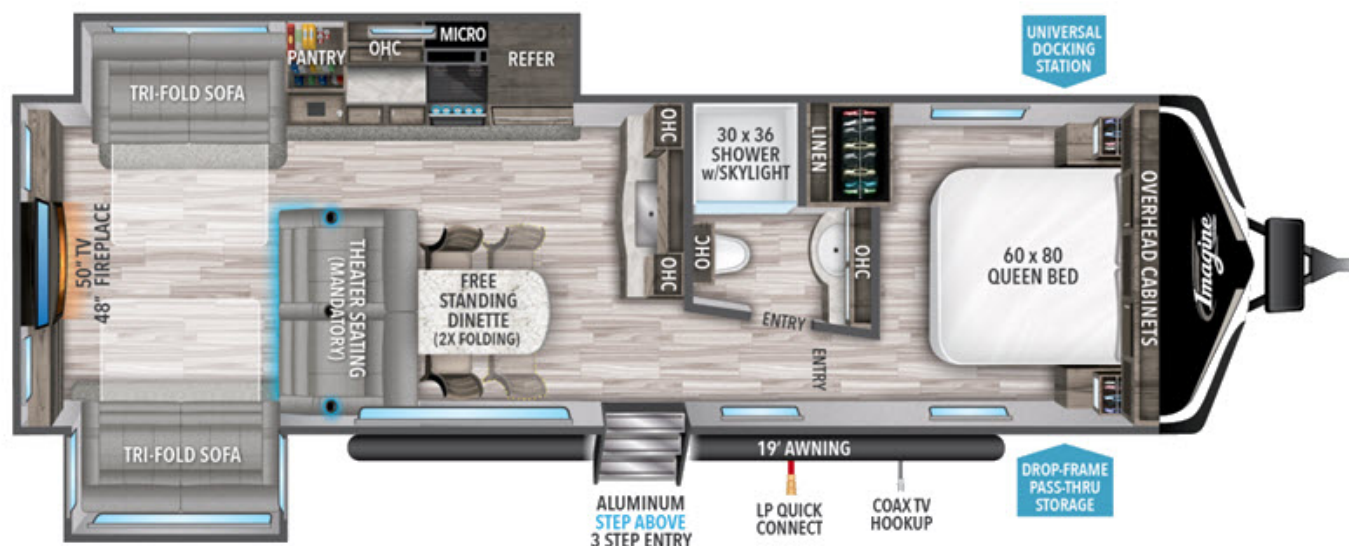 UNIVERSAL
DOCKING
STATION
TRI-FOLD SOFA
PANTRY
OHC
MICRO
REFER
OHC
30 x 36
SHOWER
w/SKYLIGHT
LINEN
50" TV
48" FIREPLACE
THEATER SEATING
(MANDATORY)
FREE
STANDING
DINETTE
(2X FOLDING)
OHC
OHC
OHC
ENTRY
ENTRY
60 x 80
QUEEN BED
OVERHEAD CABINETS
Imagine
TRI-FOLD SOFA
19' AWNING
ALUMINUM
STEP ABOVE
3 STEP ENTRY
LP QUICK
CONNECT
COAX TV
HOOKUP
DROP-FRAME
PASS-THRU
STORAGE